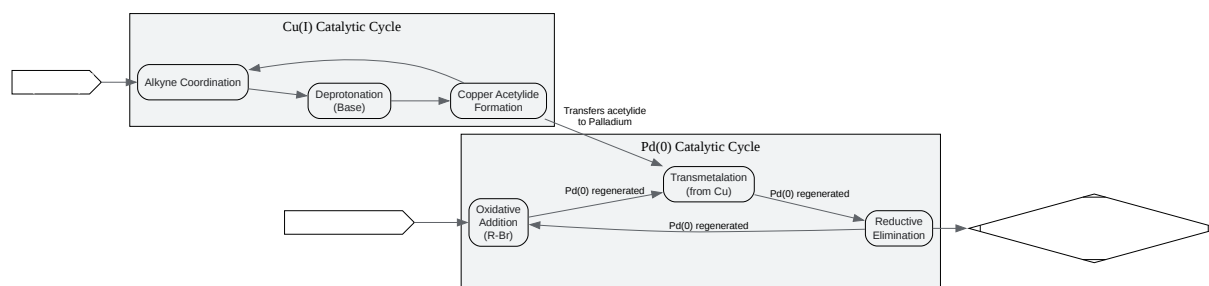 Cu(I) Catalytic Cycle
Alkyne Coordination
Deprotonation
(Base)
Copper Acetylide
Formation
Transfers acetylide
to Palladium
Pd(0) Catalytic Cycle
Transmetalation
(from Cu)
Pd(0) regenerated
Pd(0) regenerated
Oxidative
Addition
(R-Br)
Pd(0) regenerated
Reductive
Elimination